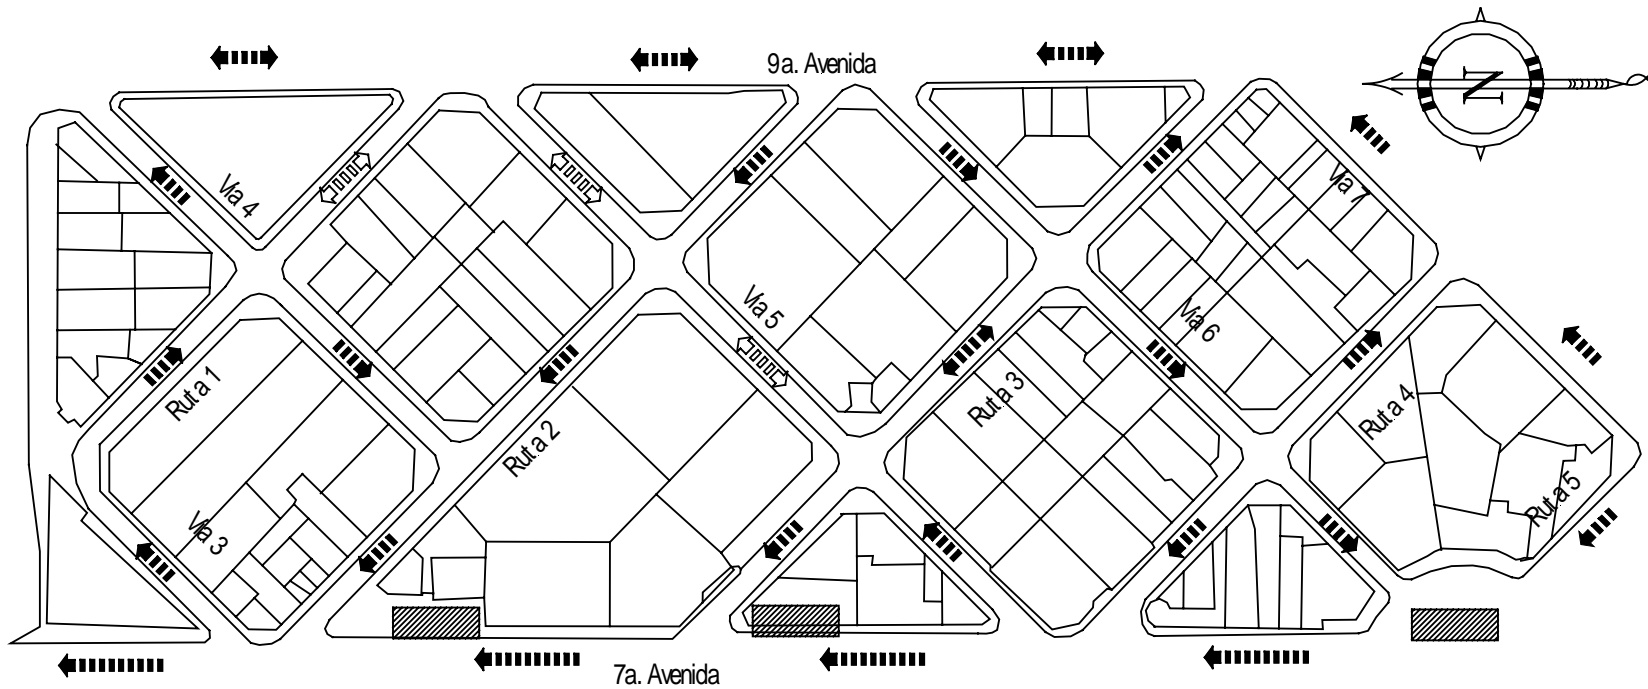 9a. Avenida
N
Via 4
Via 7
Via 5
Via 6
Ruta 1
Ruta 3
Ruta 4
Ruta 2
Ruta 5
Via 3
7a. Avenida